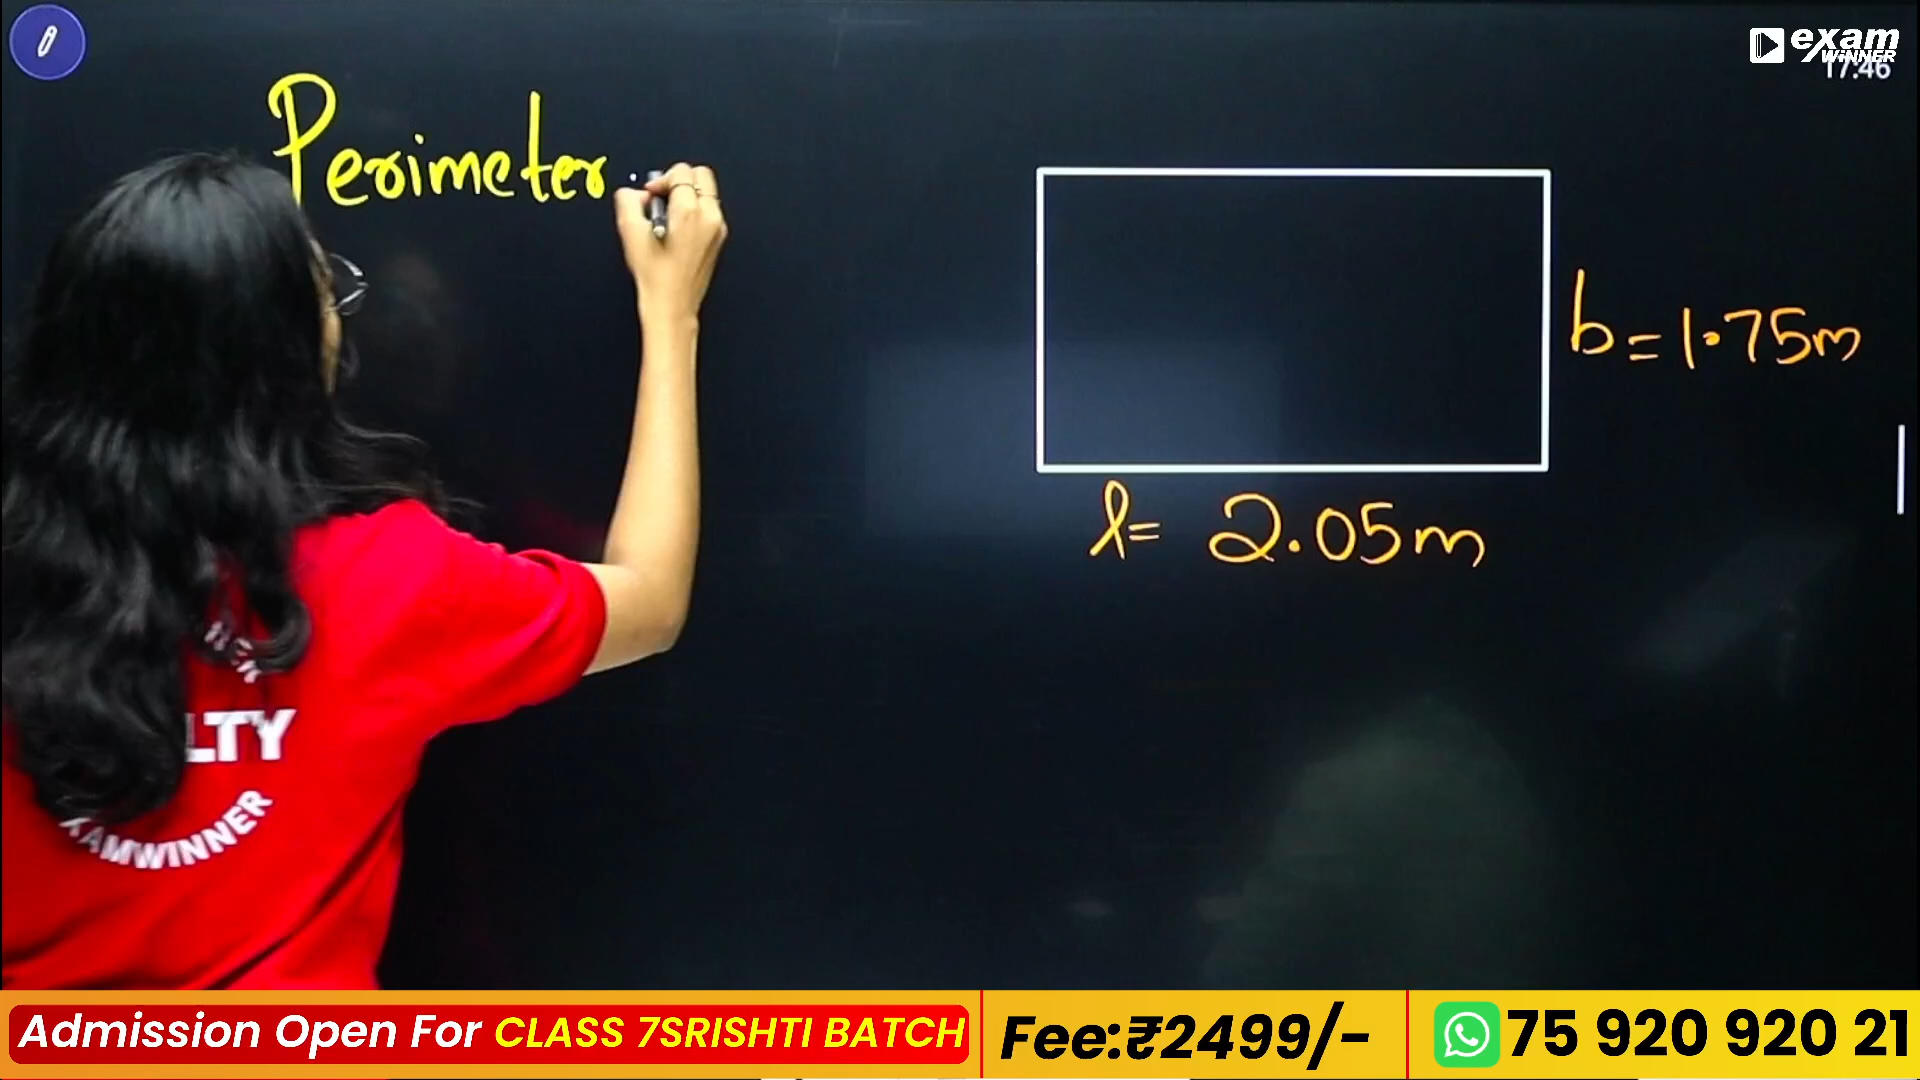 exam
WiNNER
17:46
Perimeter
b = 1.75m
l = 2.05m
LTY
XAMWINNER
Admission Open For CLASS 7SRISHTI BATCH
Fee:₹2499/-
75 920 920 21